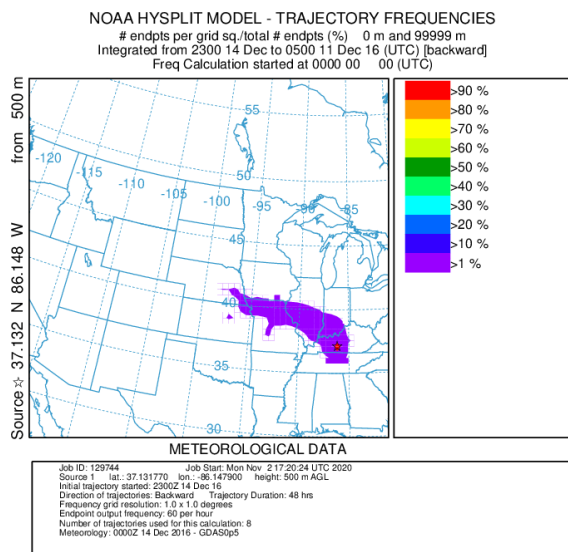 NOAA HYSPLIT MODEL - TRAJECTORY FREQUENCIES
# endpts per grid sq./total # endpts (%) 0 m and 99999 m
Integrated from 2300 14 Dec to 0500 11 Dec 16 (UTC) [backward]
Freq Calculation started at 0000 00 00 (UTC)
Source ☆ 37.132 N 86.148 W from 500 m
-120
-115
-110
-105
-100
-95
-90
-85
55
50
45
40
35
30
>90 %
>80 %
>70 %
>60 %
>50 %
>40 %
>30 %
>20 %
>10 %
>1 %
METEOROLOGICAL DATA
Job ID: 129744 Job Start: Mon Nov 2 17:20:24 UTC 2020
Source 1 lat.: 37.131770 lon.: -86.147900 height: 500 m AGL
Initial trajectory started: 2300Z 14 Dec 16
Direction of trajectories: Backward Trajectory Duration: 48 hrs
Frequency grid resolution: 1.0 x 1.0 degrees
Endpoint output frequency: 60 per hour
Number of trajectories used for this calculation: 8
Meteorology: 0000Z 14 Dec 2016 - GDAS0p5